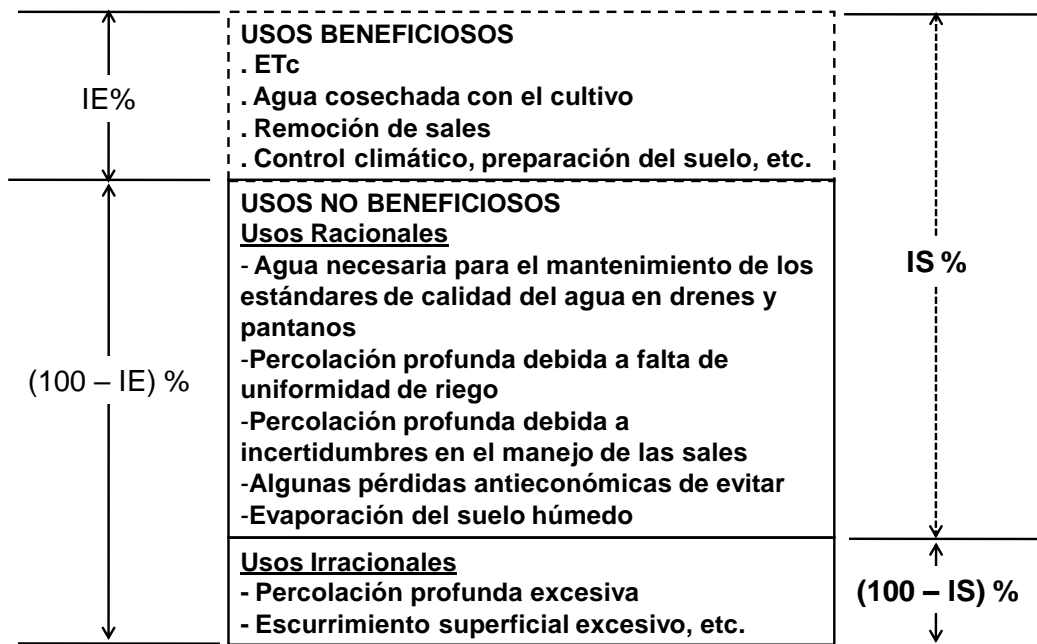 IE%
(100 – IE) %
USOS BENEFICIOSOS
. ETc
. Agua cosechada con el cultivo
. Remoción de sales
. Control climático, preparación del suelo, etc.
USOS NO BENEFICIOSOS
Usos Racionales
- Agua necesaria para el mantenimiento de los
estándares de calidad del agua en drenes y
pantanos
-Percolación profunda debida a falta de
uniformidad de riego
-Percolación profunda debida a
incertidumbres en el manejo de las sales
-Algunas pérdidas antieconómicas de evitar
-Evaporación del suelo húmedo
Usos Irracionales
- Percolación profunda excesiva
- Escurrimiento superficial excesivo, etc.
IS %
(100 – IS) %